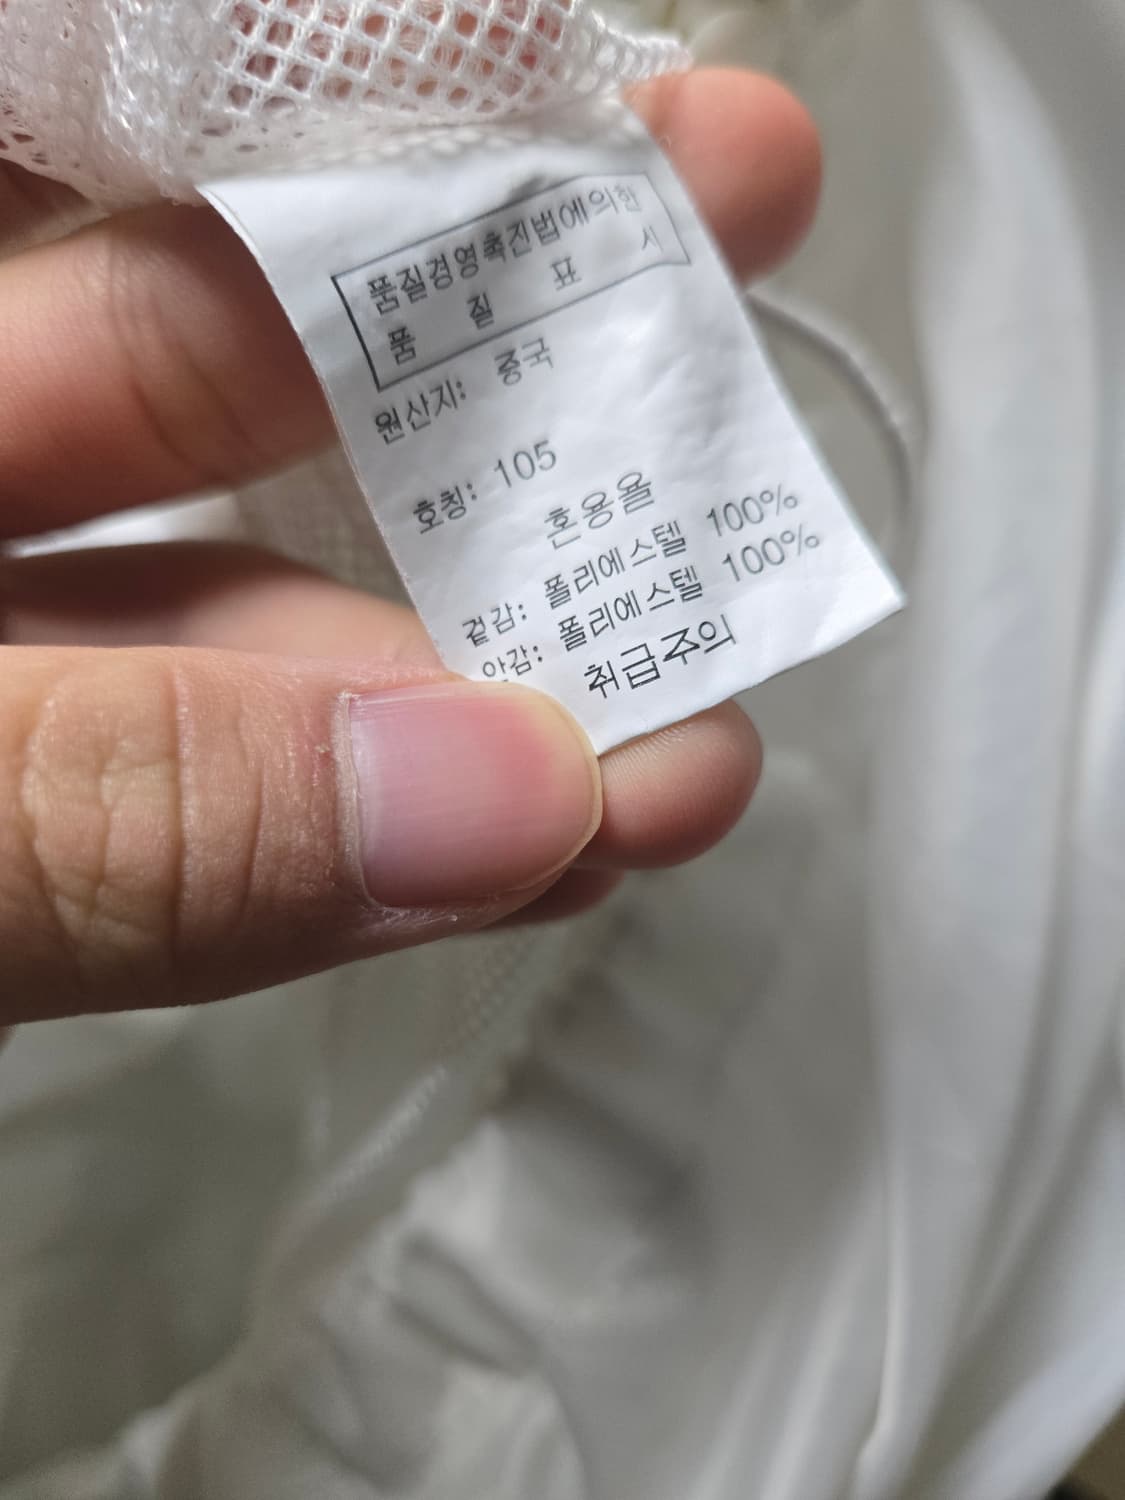 품질경영촉진법에의한
품 질 표 시
원산지: 중국
호칭: 105
혼용율
겉감: 폴리에스텔 100%
안감: 폴리에스텔 100%
취급주의